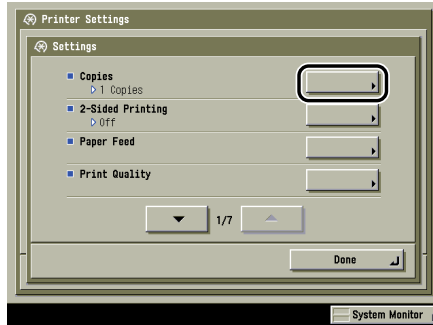 Printer Settings
Settings
Copies
1 Copies
2-Sided Printing
Off
Paper Feed
Print Quality
1/7
Done
System Monitor